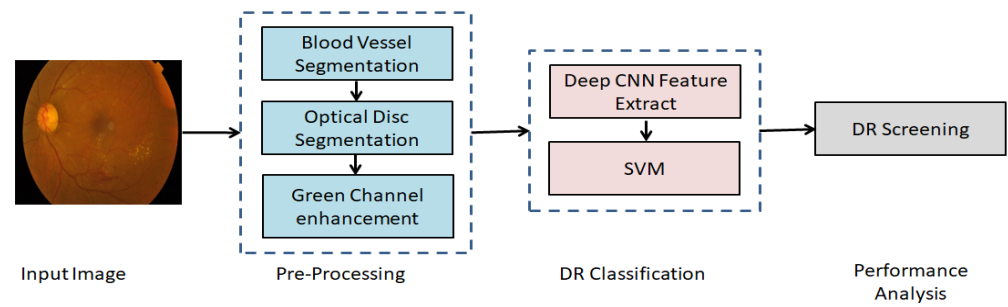 Blood Vessel
Segmentation
Optical Disc
Segmentation
Green Channel
enhancement
Deep CNN Feature
Extract
SVM
DR Screening
Input Image
Pre-Processing
DR Classification
Performance
Analysis